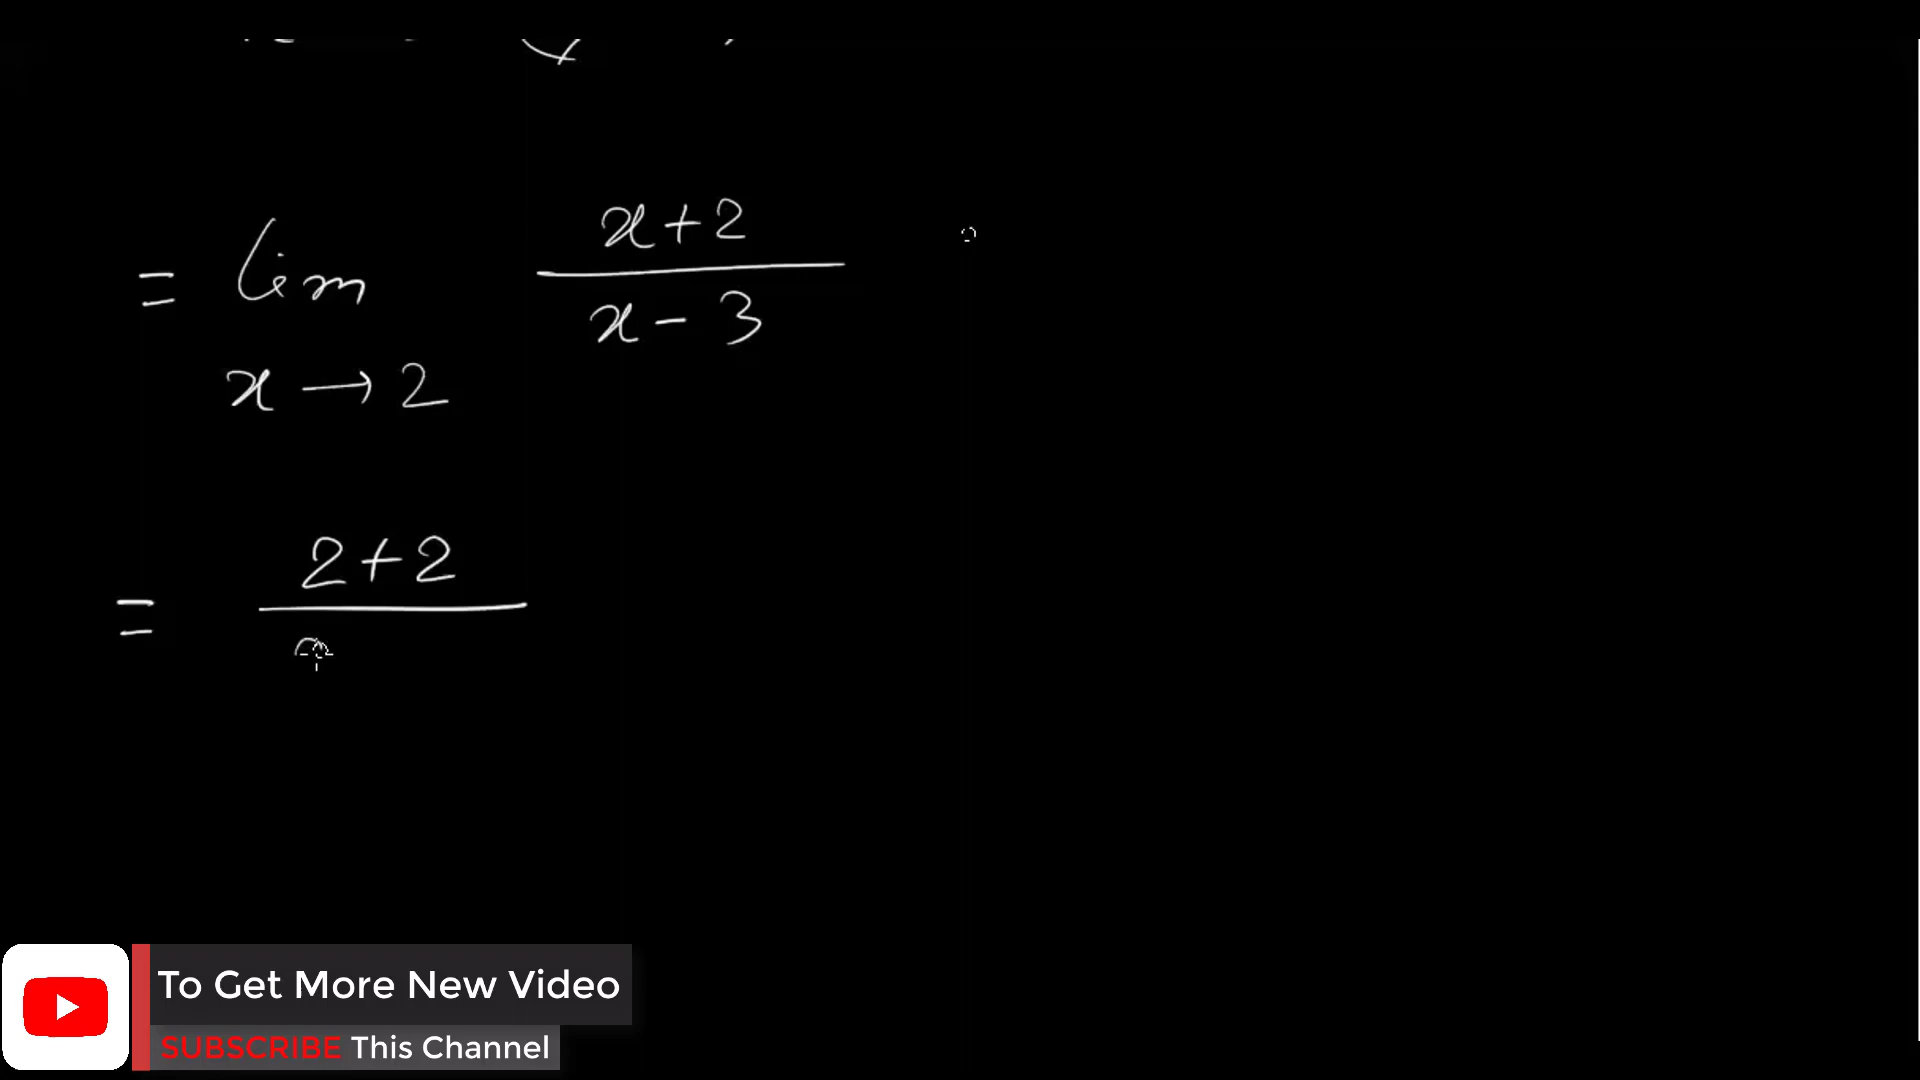 = lim x+2 / x - 3
x → 2
= 2+2 /
To Get More New Video
SUBSCRIBE This Channel